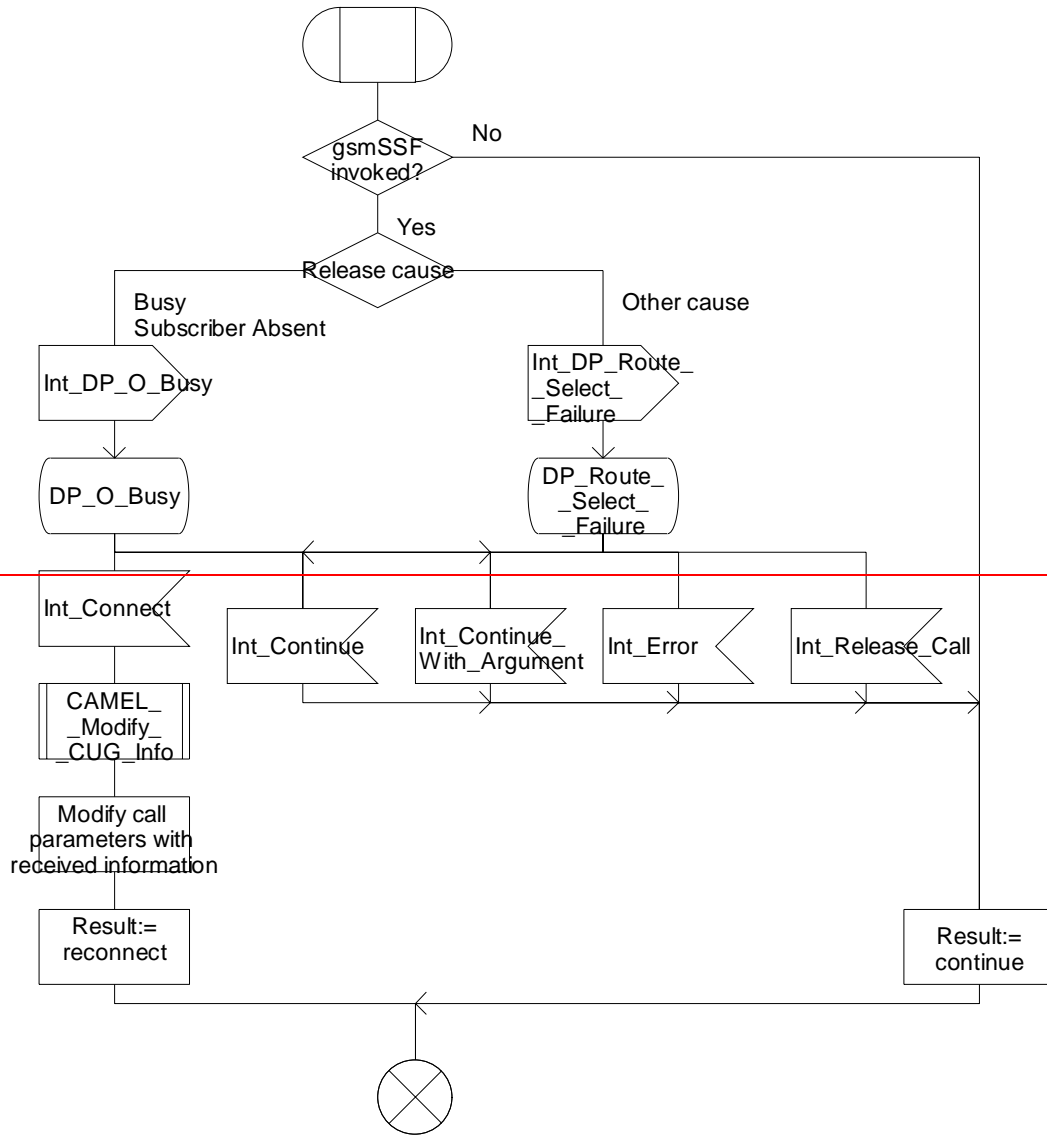 gsmSSF
invoked?
No
Yes
Release cause
Busy
Subscriber Absent
Other cause
Int_DP_O_Busy
Int_DP_Route_
_Select_
_Failure
DP_O_Busy
DP_Route_
_Select_
_Failure
Int_Connect
Int_Continue
Int_Continue_
With_Argument
Int_Error
Int_Release_Call
CAMEL_
_Modify_
_CUG_Info
Modify call
parameters with
received information
Result:=
reconnect
Result:=
continue